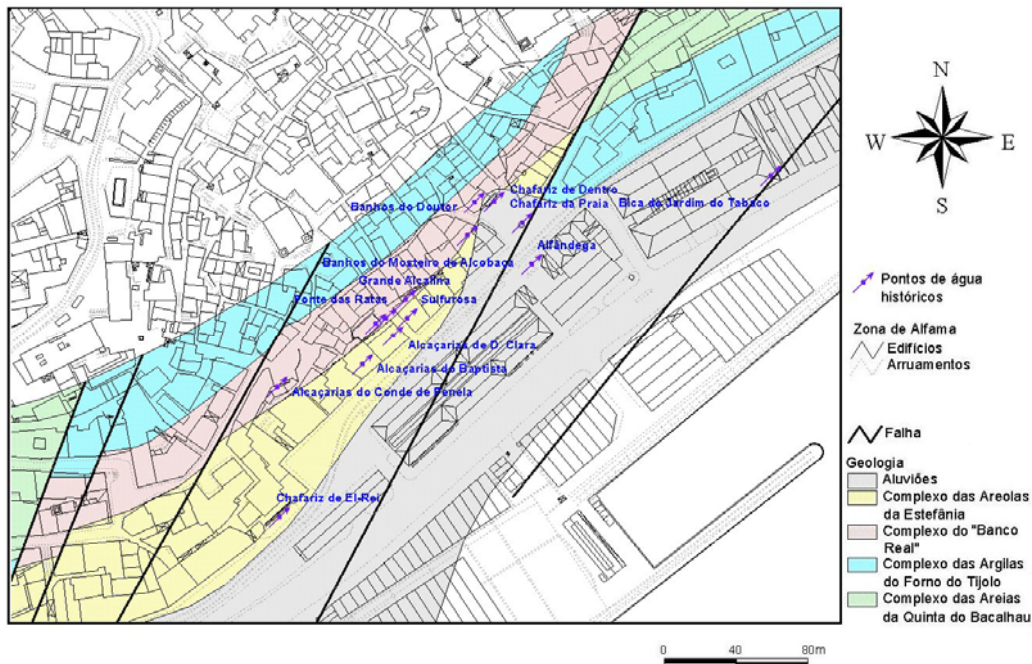 Chafariz de Dentro
Banhos do Doutor
Chafariz da Praia
Bica do Jardim do Tabaco
Alfândega
Banhos do Mosteiro de Alcobaça
Grande Alcalina
Fonte das Ratas
Sulfurosa
Alcaçarias de D. Clara
Alcaçarias do Baptista
Alcaçarias do Conde de Penela
Chafariz de El-Rei
N
W
E
S
Pontos de água
históricos
Zona de Alfama
Edifícios
Arruamentos
Falha
Geologia
Aluviões
Complexo das Areolas
da Estefânia
Complexo do "Banco
Real"
Complexo das Argilas
do Forno do Tijolo
Complexo das Areias
da Quinta do Bacalhau
0 40 80m